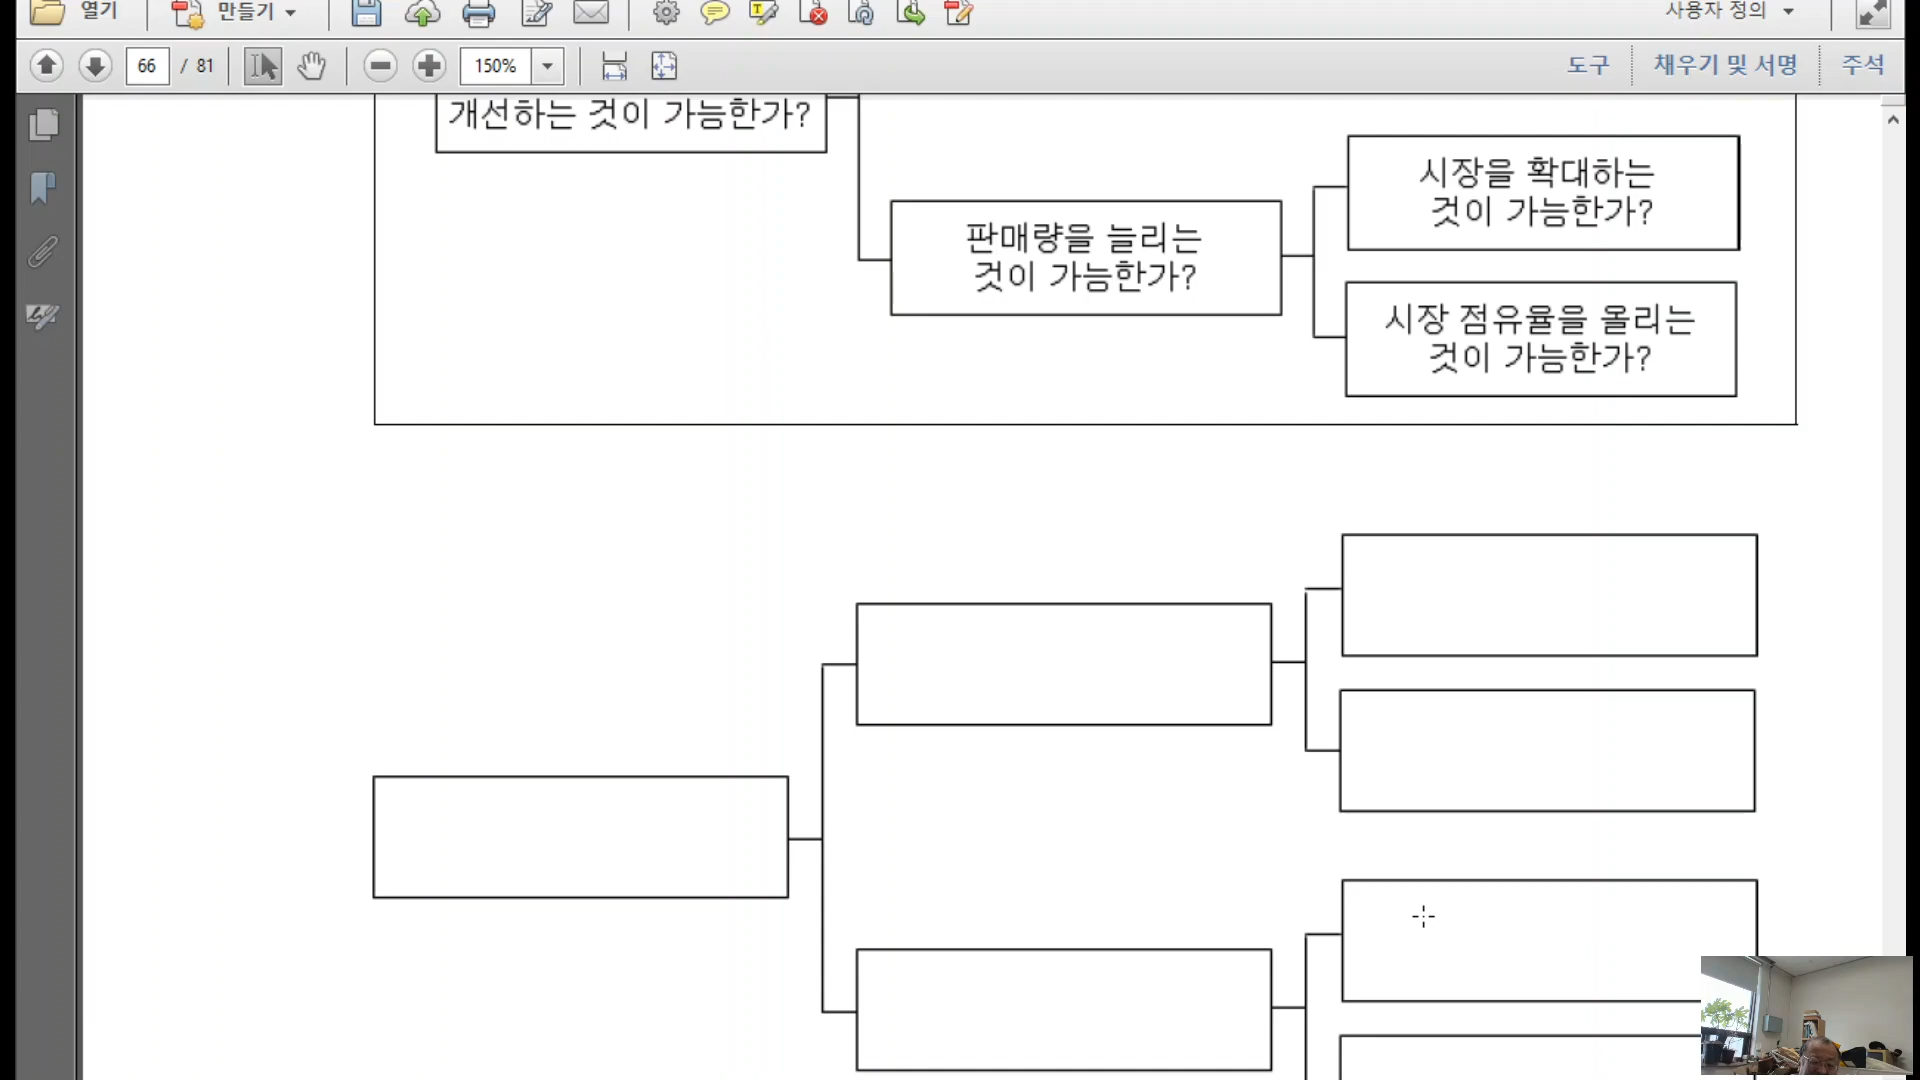 열기
만들기
사용자 정의
66 / 81
150%
도구
채우기 및 서명
주석
개선하는 것이 가능한가?
시장을 확대하는
것이 가능한가?
판매량을 늘리는
것이 가능한가?
시장 점유율을 올리는
것이 가능한가?